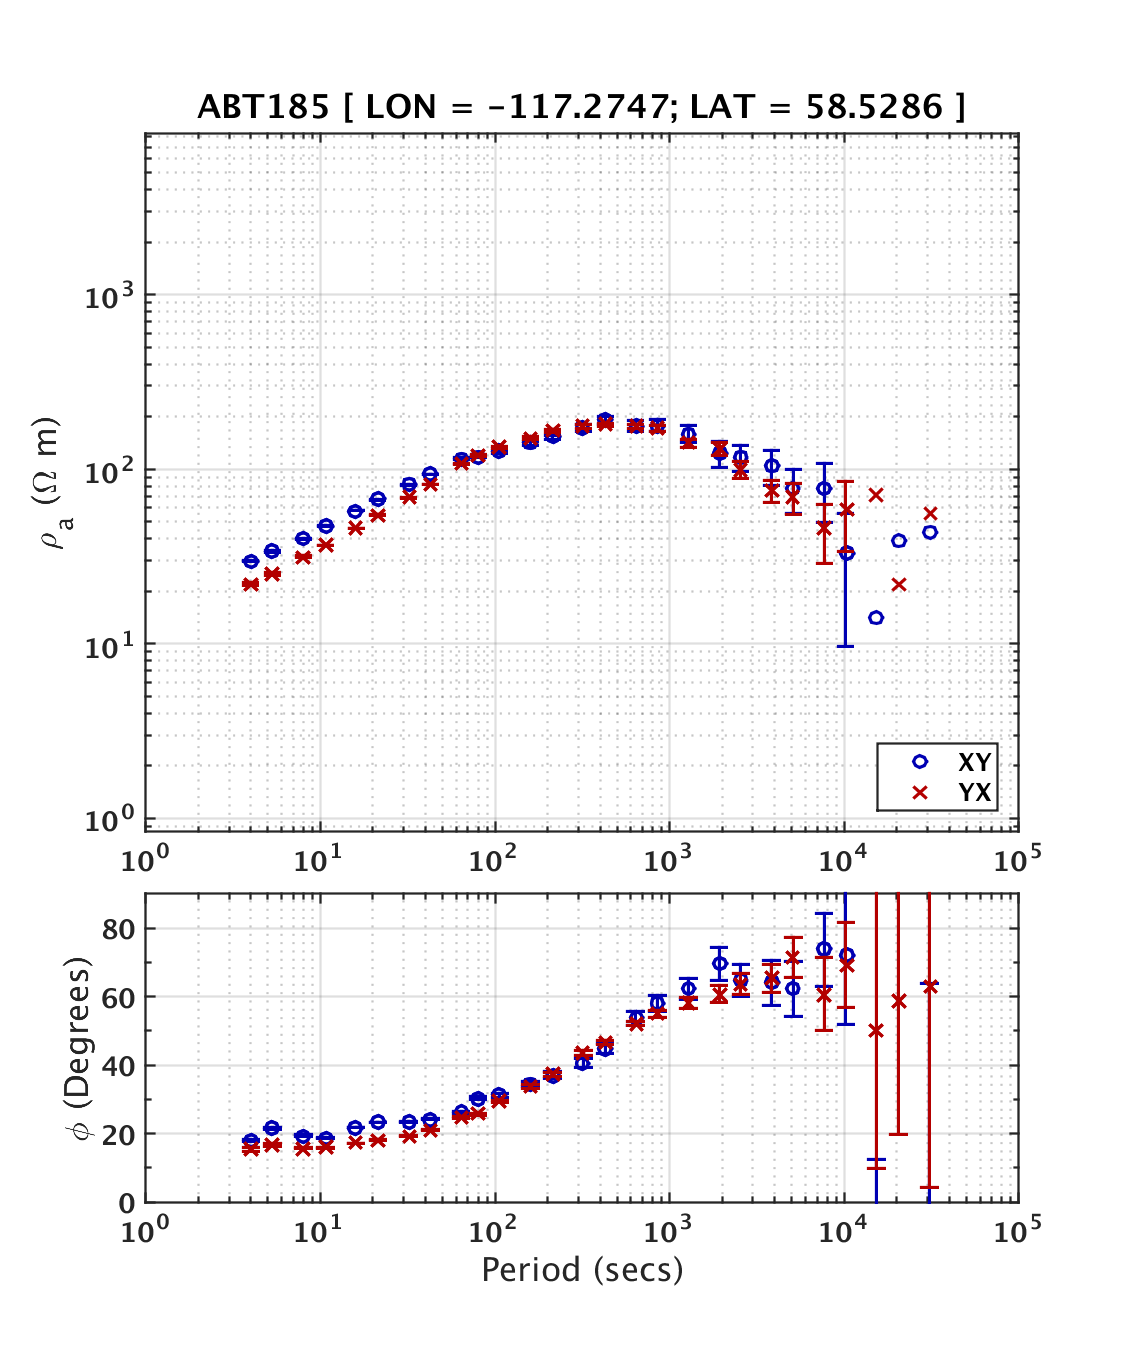 ABT185 [ LON = -117.2747; LAT = 58.5286 ]
10³
10²
10¹
10⁰
ρₐ (Ω m)
XY
YX
10⁰ 10¹ 10² 10³ 10⁴ 10⁵
80
60
40
20
0
ϕ (Degrees)
10⁰ 10¹ 10² 10³ 10⁴ 10⁵
Period (secs)